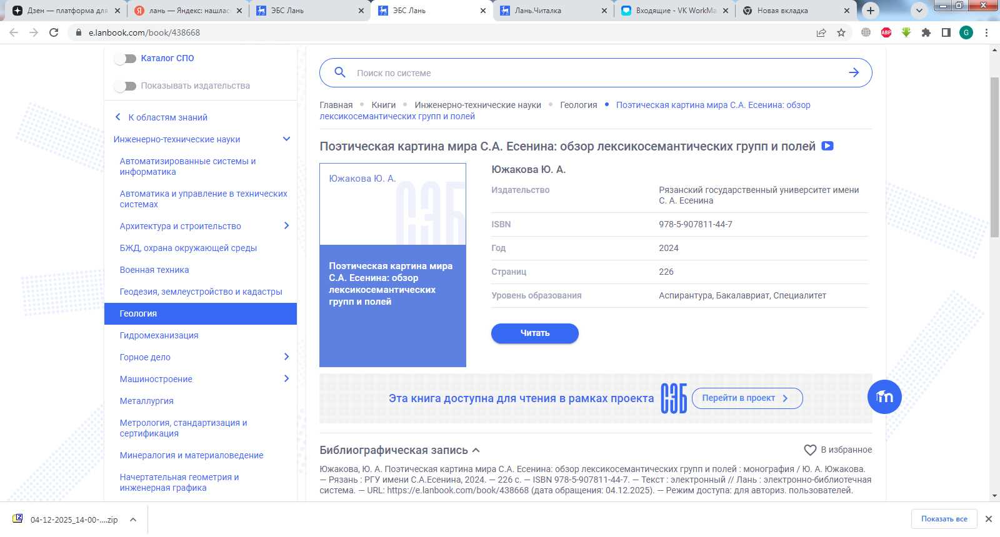 Дзен — платформа для
лань — Яндекс: нашлас
ЭБС Лань
ЭБС Лань
Лань.Читалка
Входящие - VK WorkMa
Новая вкладка
e.lanbook.com/book/438668
ABP
G
Каталог СПО
Показывать издательства
К областям знаний
Инженерно-технические науки
Автоматизированные системы и
информатика
Автоматика и управление в технических
системах
Архитектура и строительство
БЖД, охрана окружающей среды
Военная техника
Геодезия, землеустройство и кадастры
Геология
Гидромеханизация
Горное дело
Машиностроение
Металлургия
Метрология, стандартизация и
сертификация
Минералогия и материаловедение
Начертательная геометрия и
инженерная графика
Поиск по системе
Главная Книги Инженерно-технические науки Геология Поэтическая картина мира С.А. Есенина: обзор
лексикосемантических групп и полей
Поэтическая картина мира С.А. Есенина: обзор лексикосемантических групп и полей
Южакова Ю. А.
СЭБ
Поэтическая картина мира
С.А. Есенина: обзор
лексикосемантических
групп и полей
Южакова Ю. А.
Издательство Рязанский государственный университет имени
С. А. Есенина
ISBN 978-5-907811-44-7
Год 2024
Страниц 226
Уровень образования Аспирантура, Бакалавриат, Специалитет
Читать
Эта книга доступна для чтения в рамках проекта СЭБ Перейти в проект
Библиографическая запись В избранное
Южакова, Ю. А. Поэтическая картина мира С.А. Есенина: обзор лексикосемантических групп и полей : монография / Ю. А. Южакова.
— Рязань : РГУ имени С.А.Есенина, 2024. — 226 с. — ISBN 978-5-907811-44-7. — Текст : электронный // Лань : электронно-библиотечная
система. — URL: https://e.lanbook.com/book/438668 (дата обращения: 04.12.2025). — Режим доступа: для авториз. пользователей.
04-12-2025_14-00-....zip
Показать все